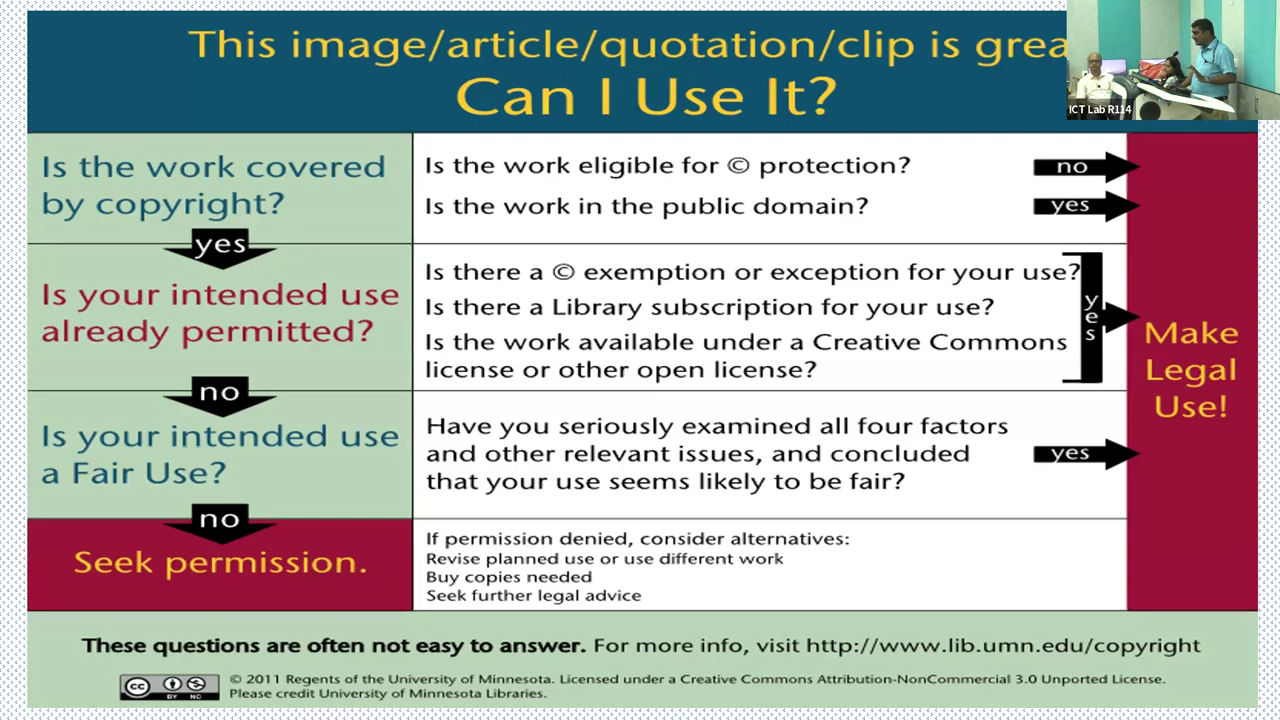 This image/article/quotation/clip is grea
Can I Use It?
ICT Lab R114
Is the work covered
by copyright?
Is the work eligible for © protection?
no
Is the work in the public domain?
yes
yes
Is your intended use
already permitted?
Is there a © exemption or exception for your use?
Is there a Library subscription for your use?
Is the work available under a Creative Commons
license or other open license?
yes
Make
Legal
Use!
no
Is your intended use
a Fair Use?
Have you seriously examined all four factors
and other relevant issues, and concluded
that your use seems likely to be fair?
yes
no
Seek permission.
If permission denied, consider alternatives:
Revise planned use or use different work
Buy copies needed
Seek further legal advice
These questions are often not easy to answer. For more info, visit http://www.lib.umn.edu/copyright
cc
BY NC
© 2011 Regents of the University of Minnesota. Licensed under a Creative Commons Attribution-NonCommercial 3.0 Unported License.
Please credit University of Minnesota Libraries.